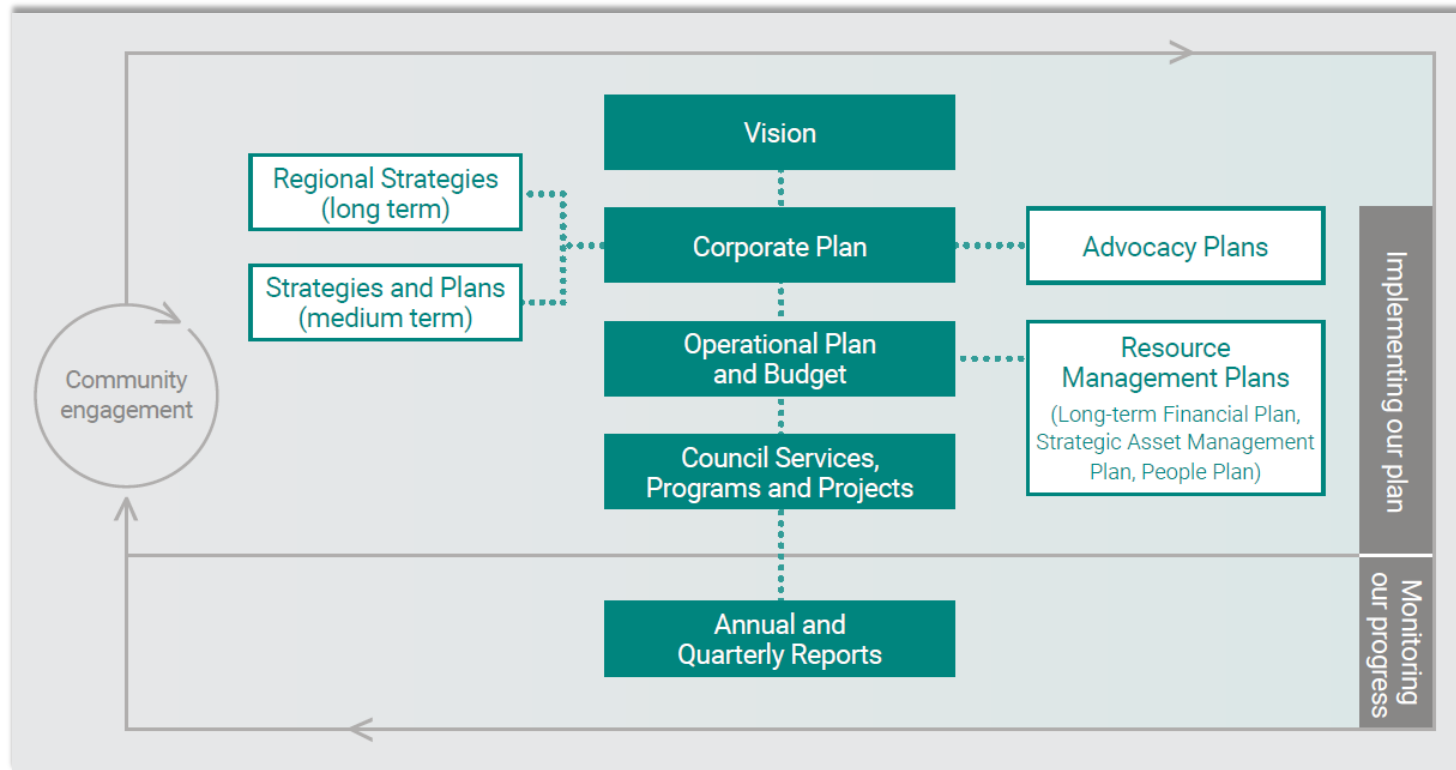 Vision
Regional Strategies
(long term)
Corporate Plan
Advocacy Plans
Strategies and Plans
(medium term)
Operational Plan
and Budget
Resource
Management Plans
(Long-term Financial Plan,
Strategic Asset Management
Plan, People Plan)
Community
engagement
Council Services,
Programs and Projects
Implementing our plan
Annual and
Quarterly Reports
Monitoring
our progress